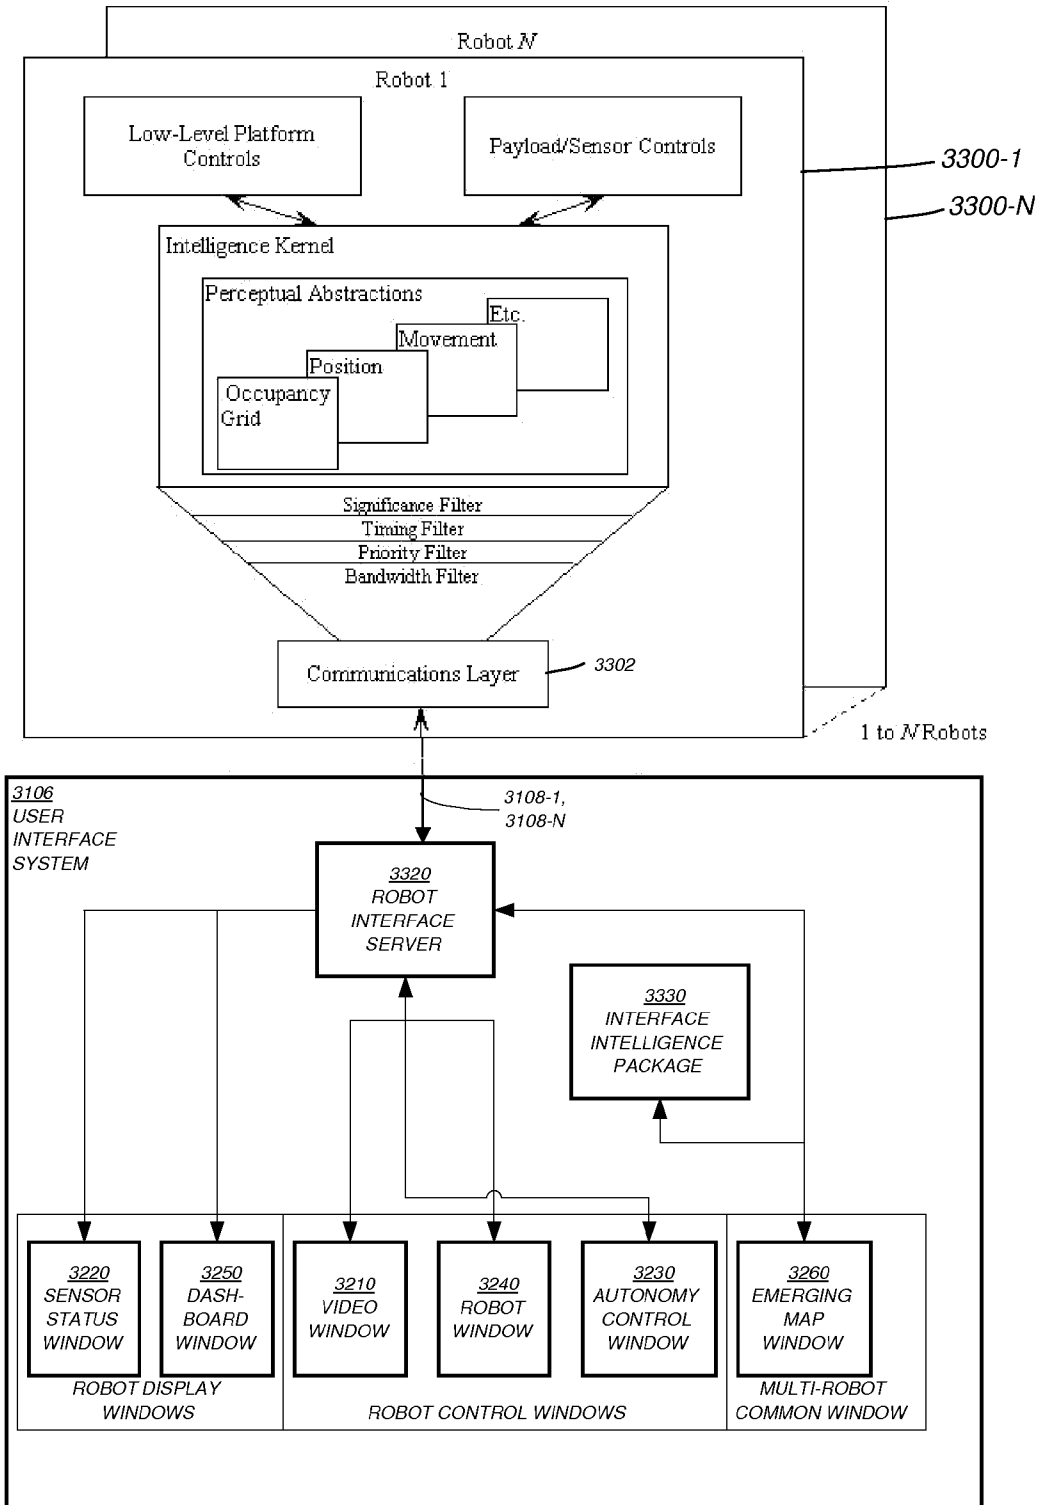 Robot N
Robot 1
Low-Level Platform
Controls
Payload/Sensor Controls
3300-1
3300-N
Intelligence Kernel
Perceptual Abstractions
Etc.
Movement
Position
Occupancy
Grid
Significance Filter
Timing Filter
Priority Filter
Bandwidth Filter
Communications Layer
3302
1 to N Robots
3106
USER
INTERFACE
SYSTEM
3108-1,
3108-N
3320
ROBOT
INTERFACE
SERVER
3330
INTERFACE
INTELLIGENCE
PACKAGE
3220
SENSOR
STATUS
WINDOW
3250
DASH-
BOARD
WINDOW
3210
VIDEO
WINDOW
3240
ROBOT
WINDOW
3230
AUTONOMY
CONTROL
WINDOW
3260
EMERGING
MAP
WINDOW
ROBOT DISPLAY
WINDOWS
ROBOT CONTROL WINDOWS
MULTI-ROBOT
COMMON WINDOW